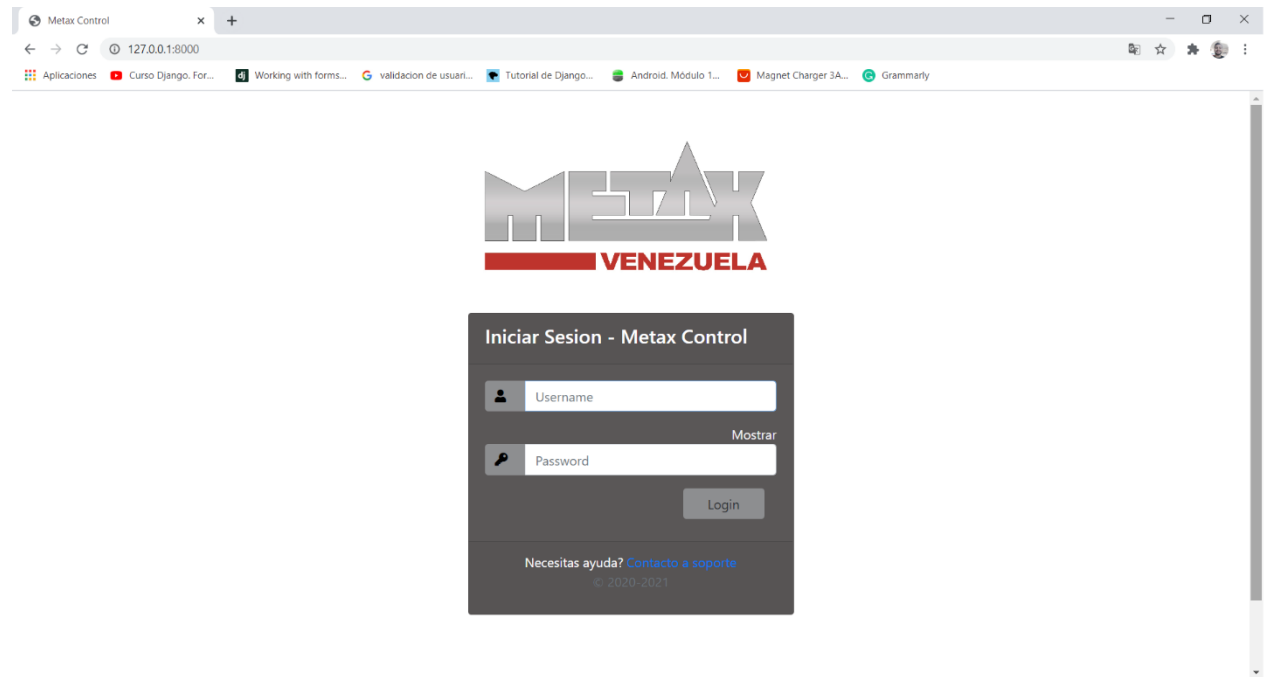 Metax Control
127.0.0.1:8000
Aplicaciones Curso Django. For... dj Working with forms... G validacion de usuari... Tutorial de Django... Android. Módulo 1... Magnet Charger 3A... Grammarly
METAX
VENEZUELA
Iniciar Sesion - Metax Control
Username
Mostrar
Password
Login
Necesitas ayuda? Contacto a soporte
© 2020-2021